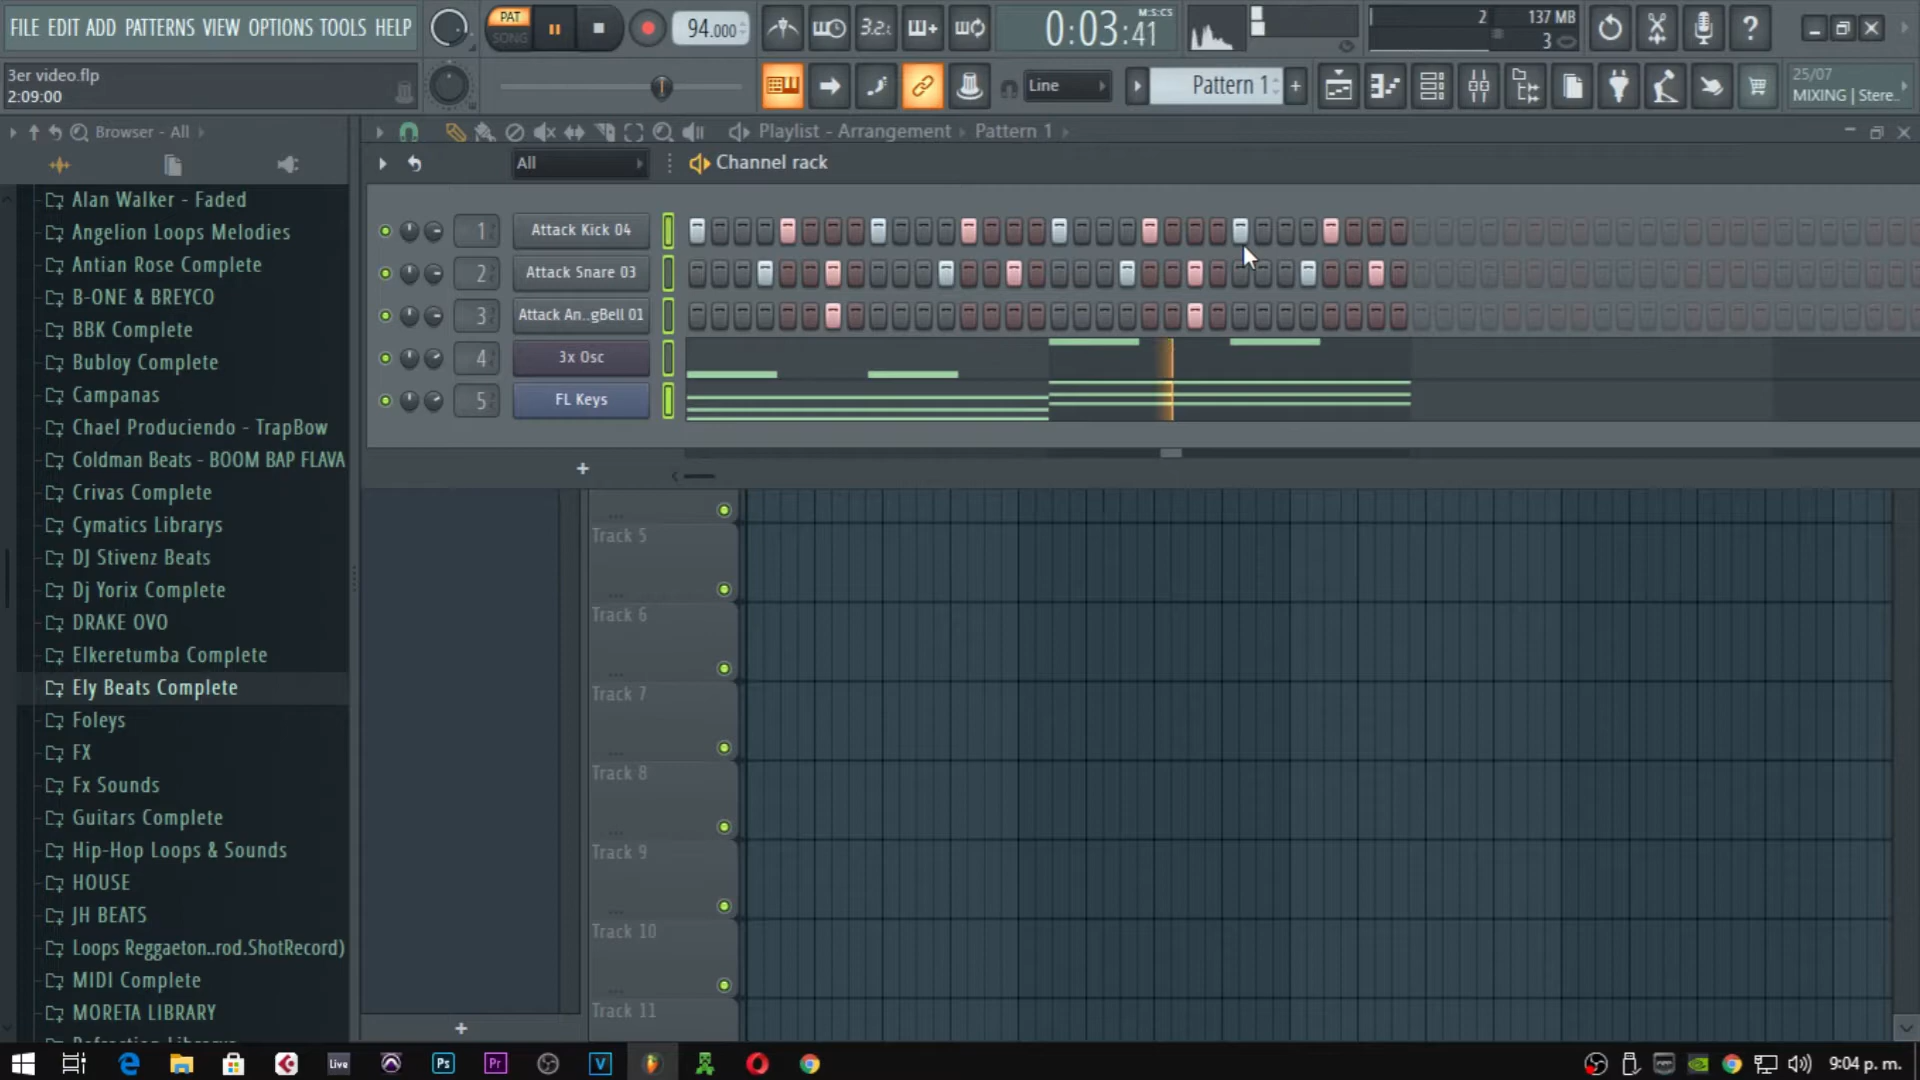 FILE EDIT ADD PATTERNS VIEW OPTIONS TOOLS HELP
PAT
SONG
94.000
3.2.
0:03:41
M:S:CS
2
137 MB
3
3er video.flp
2:09:00
Line
Pattern 1
+
25/07
MIXING | Stere..
Browser - All
Playlist - Arrangement
Pattern 1
All
Channel rack
Alan Walker - Faded
Angelion Loops Melodies
Antian Rose Complete
B-ONE & BREYCO
BBK Complete
Bubloy Complete
Campanas
Chael Produciendo - TrapBow
Coldman Beats - BOOM BAP FLAVA
Crivas Complete
Cymatics Librarys
DJ Stivenz Beats
Dj Yorix Complete
DRAKE OVO
Elkeretumba Complete
Ely Beats Complete
Foleys
FX
Fx Sounds
Guitars Complete
Hip-Hop Loops & Sounds
HOUSE
JH BEATS
Loops Reggaeton..rod.ShotRecord)
MIDI Complete
MORETA LIBRARY
1 Attack Kick 04
2 Attack Snare 03
3 Attack An..gBell 01
4 3x Osc
5 FL Keys
+
Track 5
Track 6
Track 7
Track 8
Track 9
Track 10
Track 11
+
Live
Ps
Pr
V
9:04 p. m.